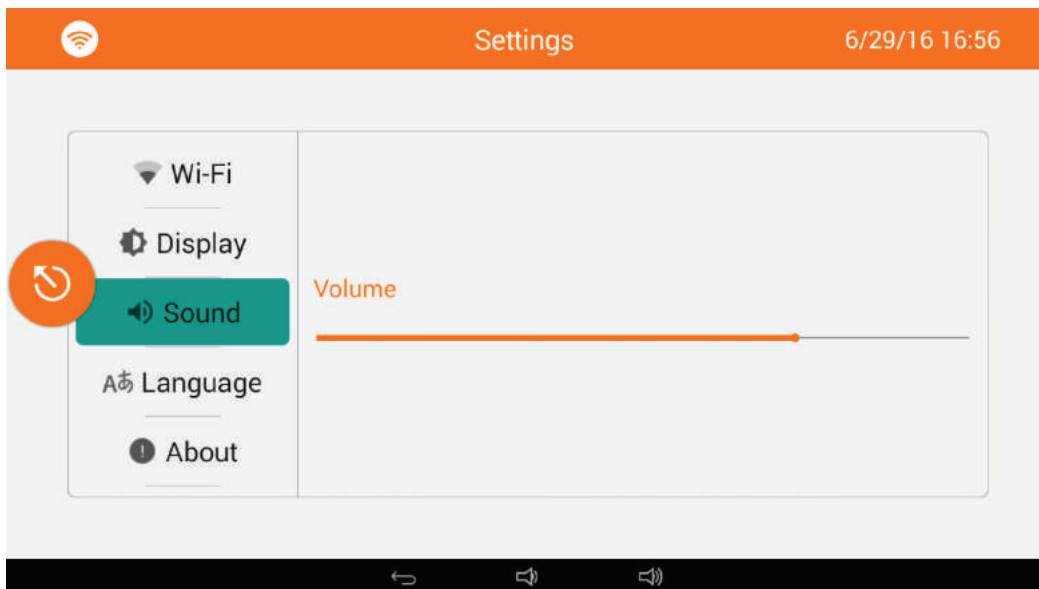 Settings
6/29/16 16:56
Wi-Fi
Display
Sound
Aあ Language
About
Volume